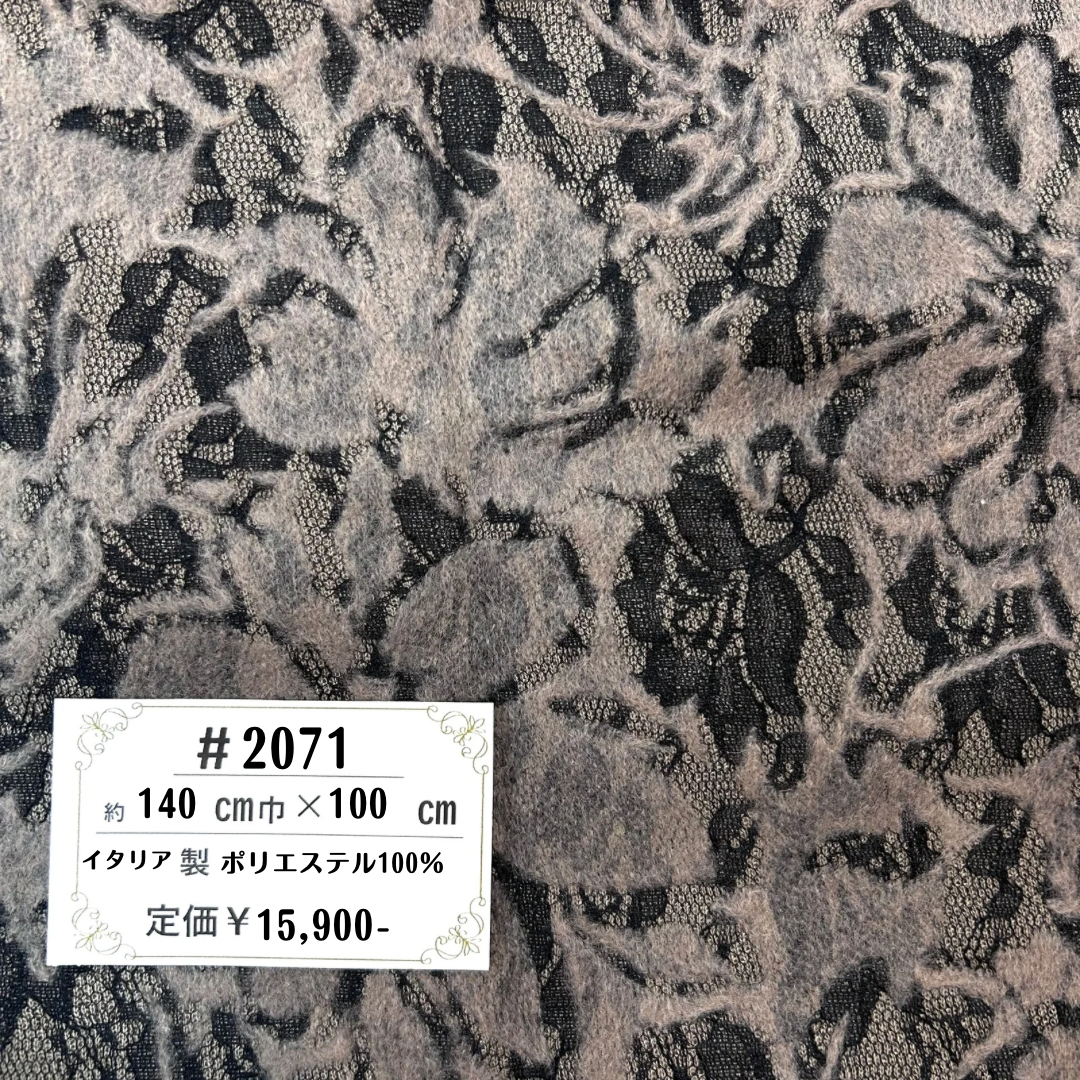 #2071
約 140 cm巾×100 cm
イタリア 製 ポリエステル100%
定価¥15,900-